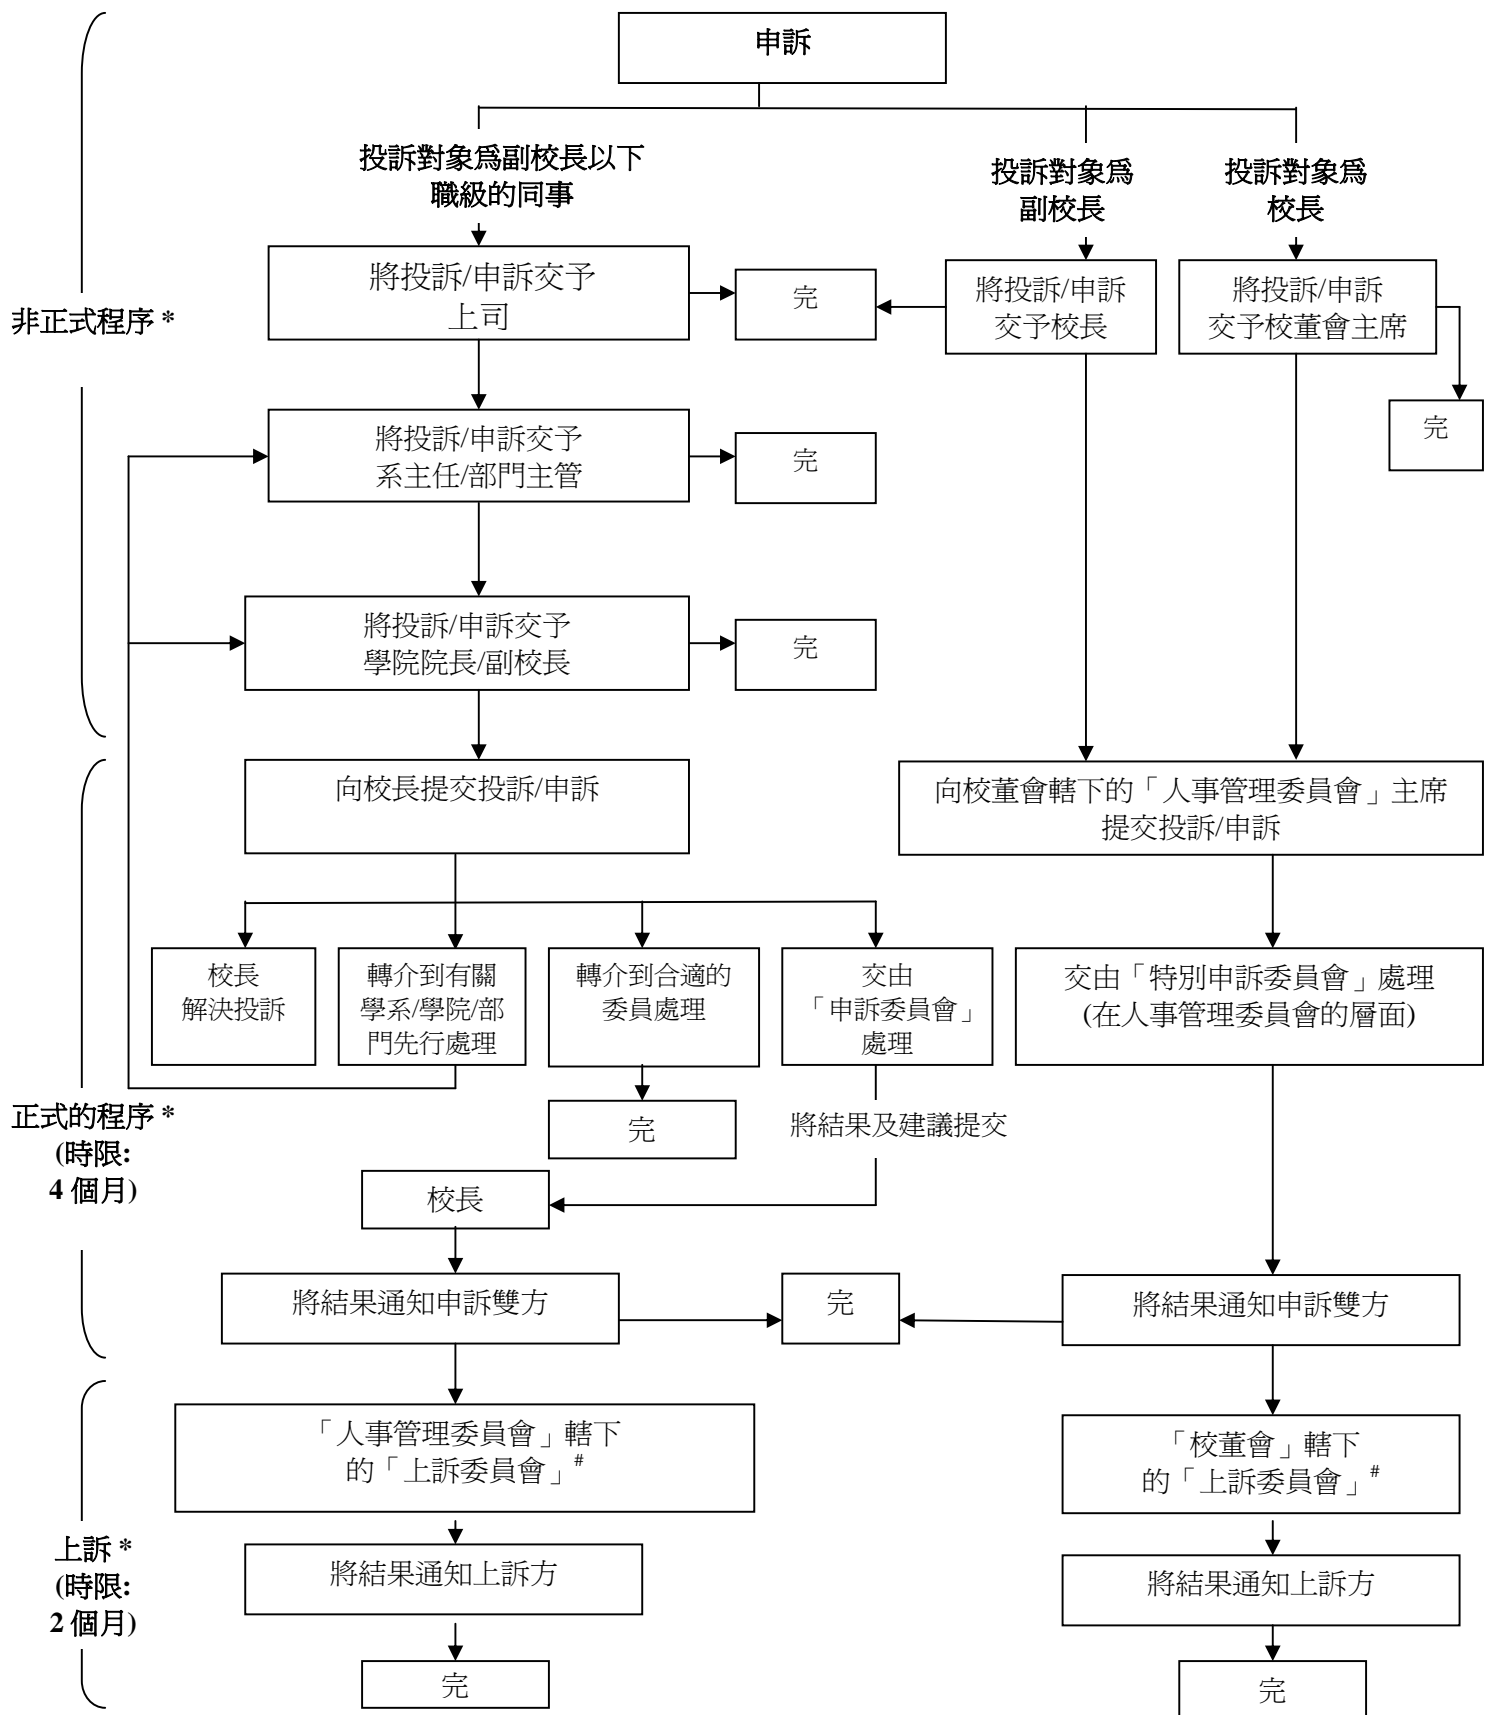 申訴
投訴對象爲副校長以下
職級的同事
投訴對象爲
副校長
投訴對象爲
校長
非正式程序 *
將投訴/申訴交予
上司
完
將投訴/申訴
交予校長
將投訴/申訴
交予校董會主席
完
將投訴/申訴交予
系主任/部門主管
完
將投訴/申訴交予
學院院長/副校長
完
向校長提交投訴/申訴
向校董會轄下的「人事管理委員會」主席
提交投訴/申訴
校長
解決投訴
轉介到有關
學系/學院/部
門先行處理
轉介到合適的
委員處理
交由
「申訴委員會」
處理
交由「特別申訴委員會」處理
(在人事管理委員會的層面)
正式的程序 *
(時限:
4 個月)
完
將結果及建議提交
校長
將結果通知申訴雙方
完
將結果通知申訴雙方
「人事管理委員會」轄下
的「上訴委員會」#
「校董會」轄下
的「上訴委員會」#
上訴 *
(時限:
2 個月)
將結果通知上訴方
將結果通知上訴方
完
完